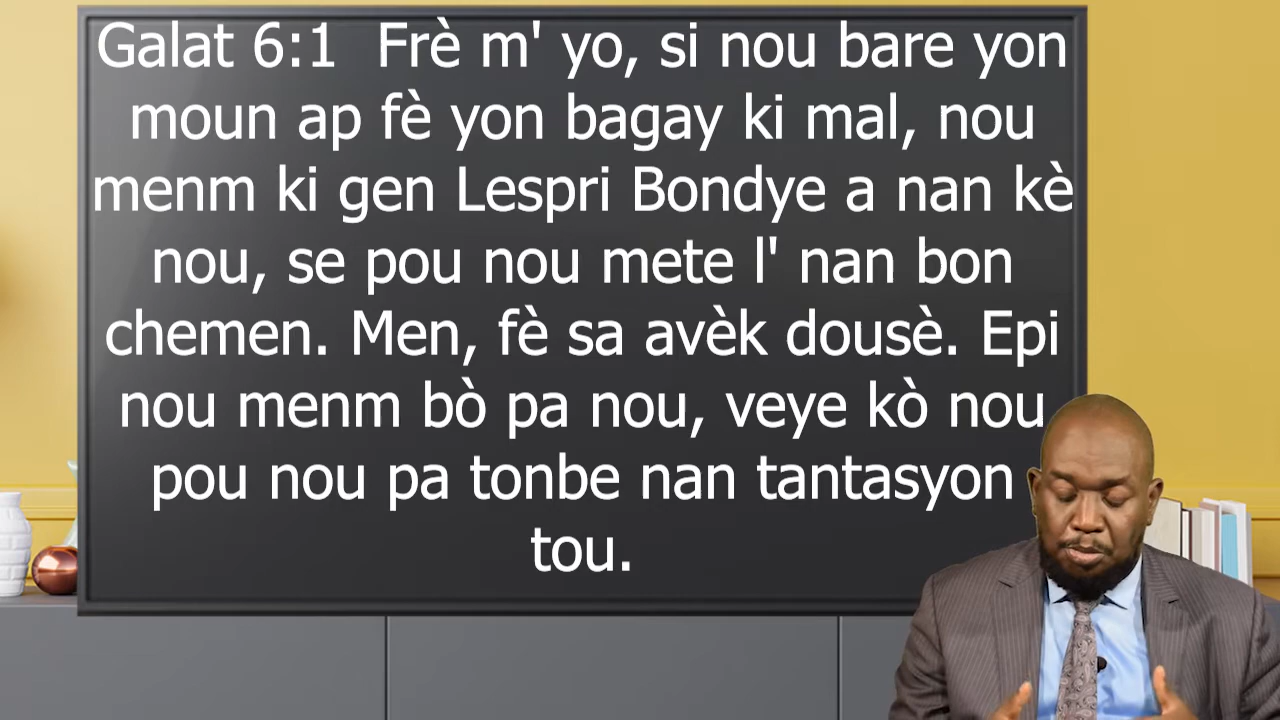 Galat 6:1  Frè m' yo, si nou bare yon
moun ap fè yon bagay ki mal, nou
menm ki gen Lespri Bondye a nan kè
nou, se pou nou mete l' nan bon
chemen. Men, fè sa avèk dousè. Epi
nou menm bò pa nou, veye kò nou
pou nou pa tonbe nan tantasyon
tou.